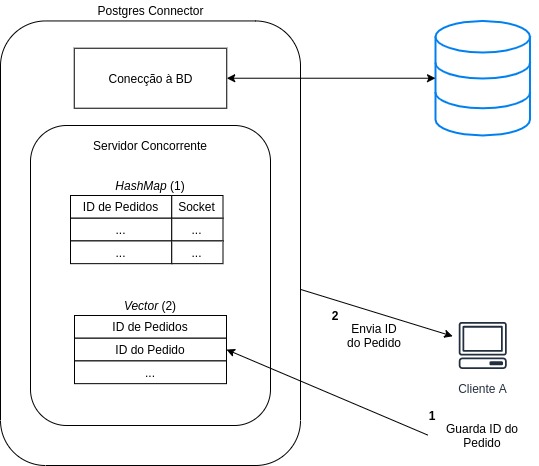 Postgres Connector
Conecção à BD
Servidor Concorrente
HashMap (1)
ID de Pedidos Socket
... ...
... ...
Vector (2)
ID de Pedidos
ID do Pedido
...
2
Envia ID
do Pedido
Cliente A
1
Guarda ID do
Pedido